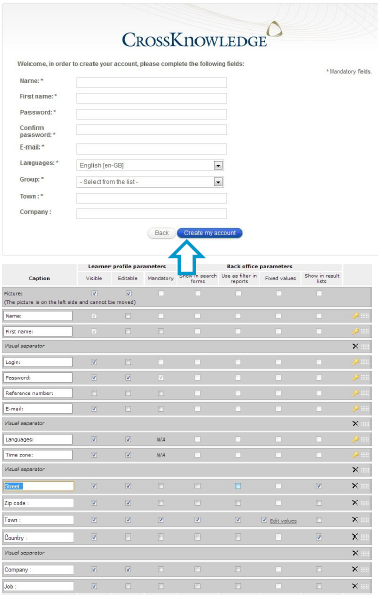 CROSSKNOWLEDGE
Welcome, in order to create your account, please complete the following fields:
* Mandatory fields.
Name: *
First name: *
Password: *
Confirm
password: *
E-mail: *
Languages: * English [en-GB]
Group: * - Select from the list -
Town : *
Company :
Back Create my account
Learner profile parameters Back office parameters
Caption Visible Editable Mandatory Show in search forms Use as filter in reports Fixed values Show in result lists
Picture:
(The picture is on the left side and cannot be moved)
Name:
First name:
Visual separator X
Login:
Password:
Reference number:
E-mail:
Visual separator X
Languages: N/A
Time zone: N/A
Visual separator X
Street : X
Zip code : X
Town : Edit values X
Country : X
Visual separator X
Company : X
Job : X